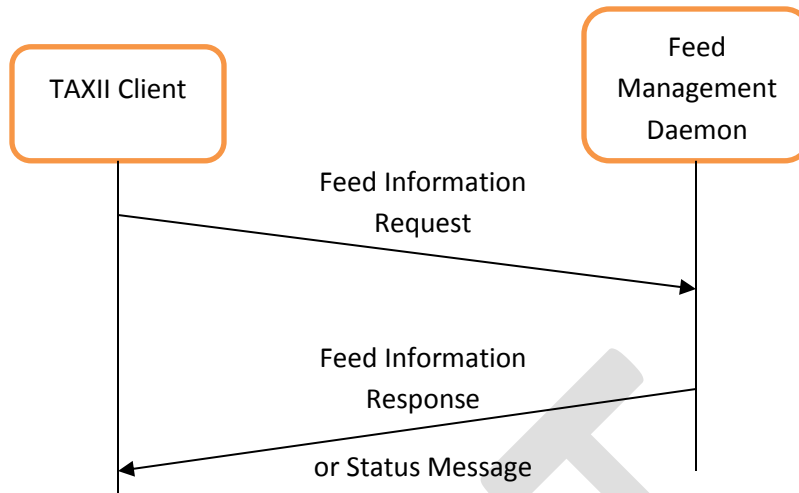 TAXII Client
Feed
Management
Daemon
Feed Information
Request
Feed Information
Response
or Status Message